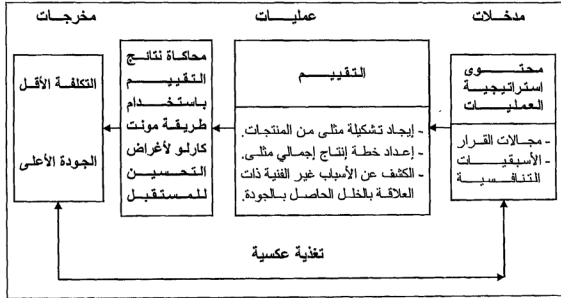 مدخلات
عمليات
مخرجات
محتوى
استراتيجية
العمليات
- مجالات القرار
- الأسبقيات
التنافسية
التقييم
- إيجاد تشكيلة مثلى من المنتجات.
- إعداد خطة إنتاج إجمالي مثلى.
- الكشف عن الأسباب غير الفنية ذات
العلاقة بالخلل الحاصل بالجودة.
محاكاة نتائج
التقييم
باستخدام
طريقة مونت
كارلو لأغراض
التحسين
للمستقبل
التكلفة الأقل
الجودة الأعلى
تغذية عكسية